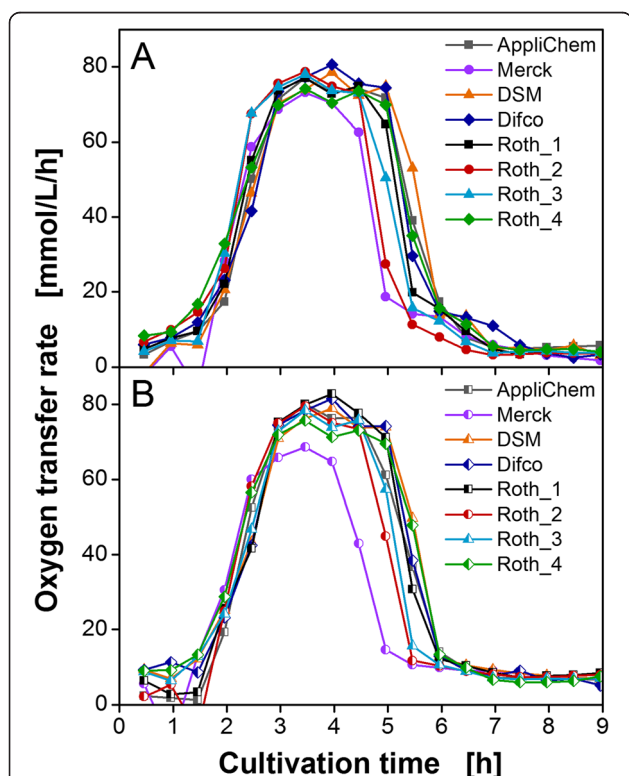 A
80
60
40
20
0
AppliChem
Merck
DSM
Difco
Roth_1
Roth_2
Roth_3
Roth_4
Oxygen transfer rate [mmol/L/h]
B
80
60
40
20
0
AppliChem
Merck
DSM
Difco
Roth_1
Roth_2
Roth_3
Roth_4
0 1 2 3 4 5 6 7 8 9
Cultivation time [h]